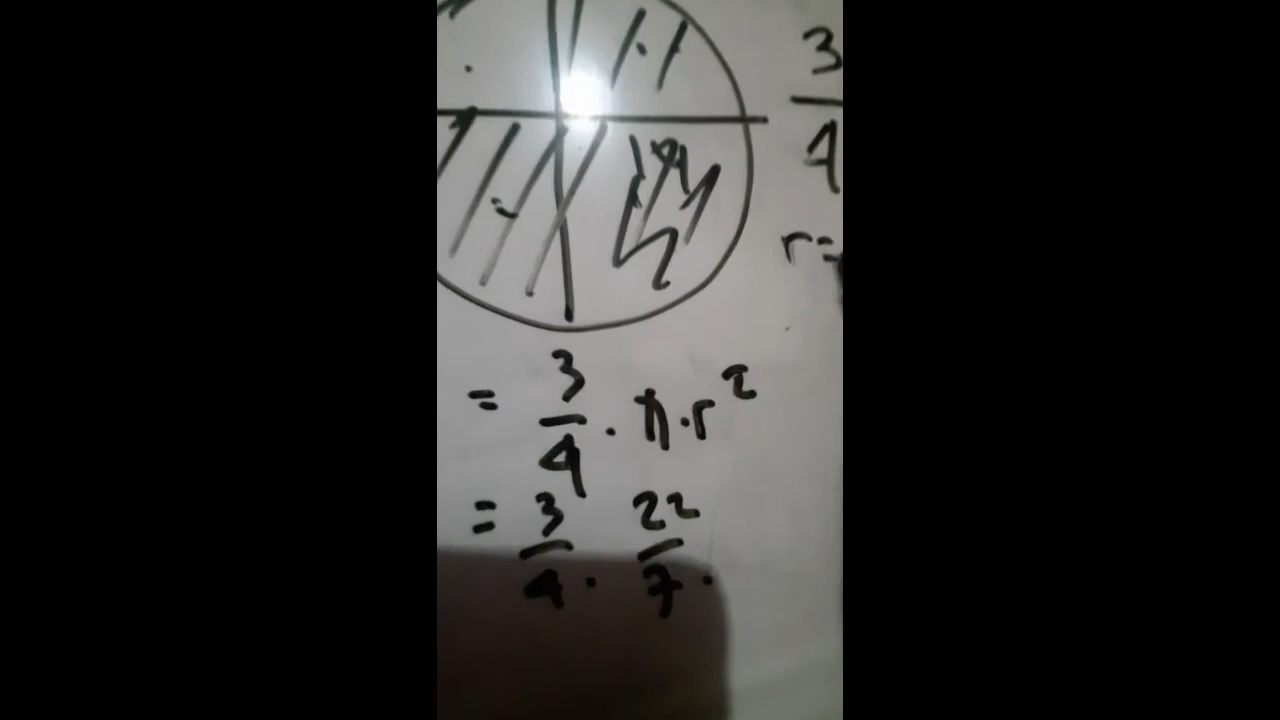 3/4
r=
= 3/4 . π.r²
= 3/4 . 22/7 .